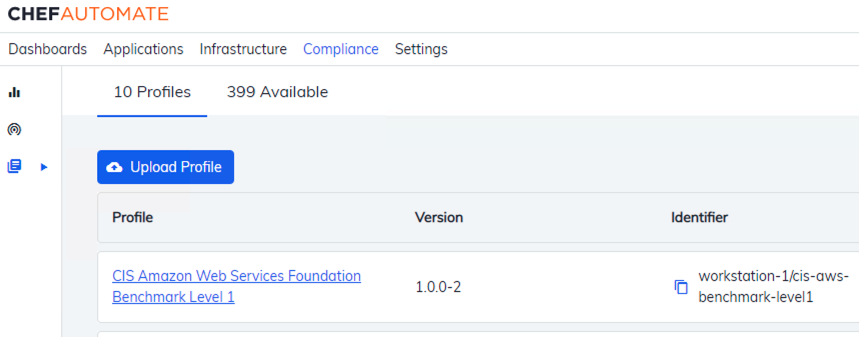 CHEFAUTOMATE
Dashboards Applications Infrastructure Compliance Settings
10 Profiles 399 Available
Upload Profile
Profile Version Identifier
CIS Amazon Web Services Foundation
Benchmark Level 1
1.0.0-2
workstation-1/cis-aws-
benchmark-level1